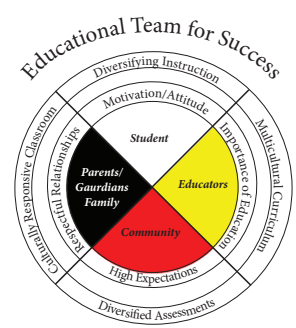 Educational Team for Success
Diversifying Instruction
Motivation/Attitude
Student
Culturally Responsive Classroom
Respectful Relationships
Parents/
Gaurdians
Family
Educators
Importance of Education
Multicultural Curriculum
Community
High Expectations
Diversified Assessments